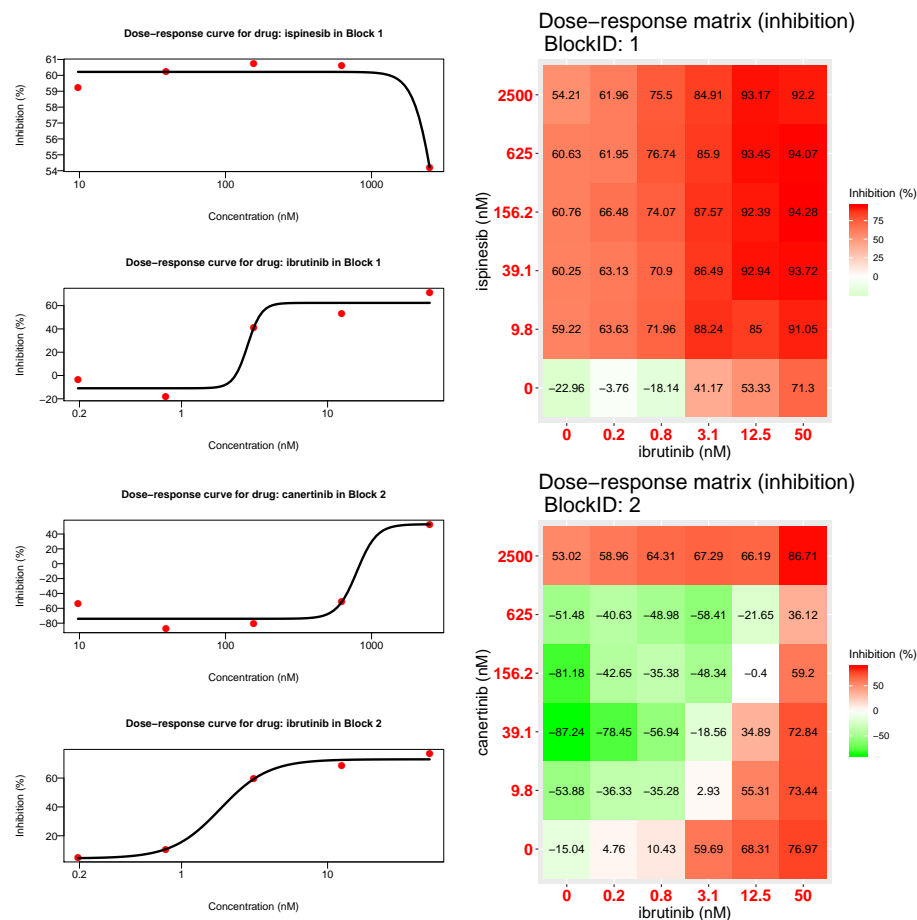 Dose−response curve for drug: ispinesib in Block 1
Inhibition (%)
61
60
59
58
57
56
55
54
10
100
1000
Concentration (nM)
Dose−response curve for drug: ibrutinib in Block 1
Inhibition (%)
60
40
20
0
−20
0.2
1
10
Concentration (nM)
Dose−response matrix (inhibition)
BlockID: 1
ispinesib (nM)
2500 54.21 61.96 75.5 84.91 93.17 92.2
625 60.63 61.95 76.74 85.9 93.45 94.07
156.2 60.76 66.48 74.07 87.57 92.39 94.28
39.1 60.25 63.13 70.9 86.49 92.94 93.72
9.8 59.22 63.63 71.96 88.24 85 91.05
0 −22.96 −3.76 −18.14 41.17 53.33 71.3
0 0.2 0.8 3.1 12.5 50
ibrutinib (nM)
Inhibition (%)
75
50
25
0
Dose−response curve for drug: canertinib in Block 2
Inhibition (%)
40
20
0
−20
−40
−60
−80
10
100
1000
Concentration (nM)
Dose−response curve for drug: ibrutinib in Block 2
Inhibition (%)
60
40
20
0.2
1
10
Concentration (nM)
Dose−response matrix (inhibition)
BlockID: 2
canertinib (nM)
2500 53.02 58.96 64.31 67.29 66.19 86.71
625 −51.48 −40.63 −48.98 −58.41 −21.65 36.12
156.2 −81.18 −42.65 −35.38 −48.34 −0.4 59.2
39.1 −87.24 −78.45 −56.94 −18.56 34.89 72.84
9.8 −53.88 −36.33 −35.28 2.93 55.31 73.44
0 −15.04 4.76 10.43 59.69 68.31 76.97
0 0.2 0.8 3.1 12.5 50
ibrutinib (nM)
Inhibition (%)
50
0
−50